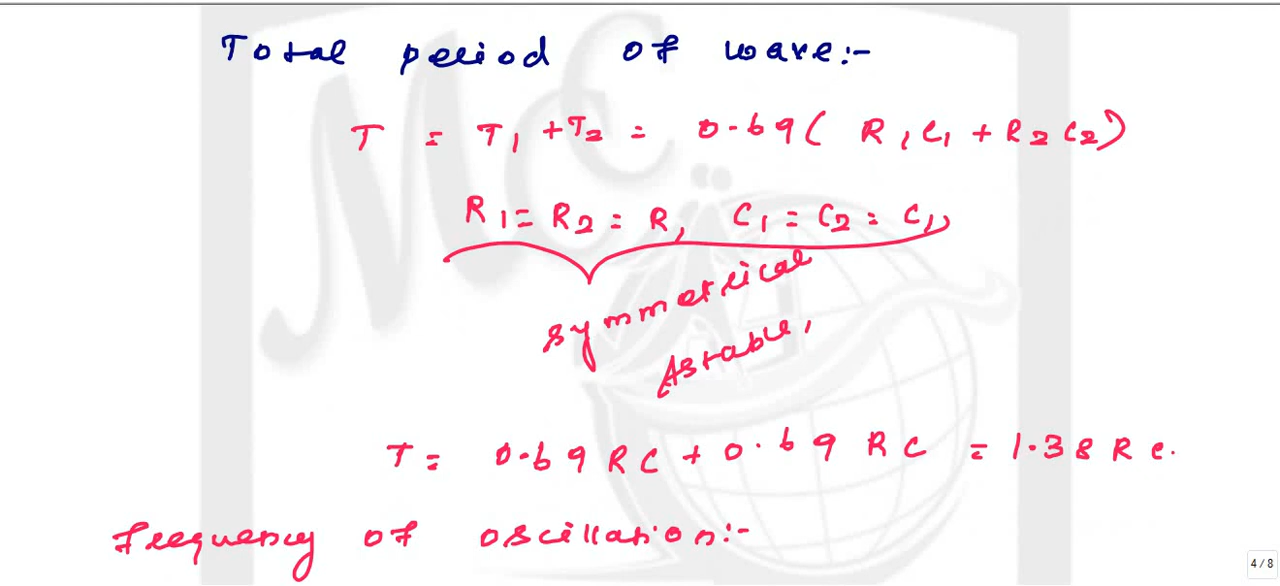 Total period of wave:-
T = T1 + T2 = 0.69 ( R1C1 + R2C2)
R1 = R2 = R, C1 = C2 = C,
symmetrical
Astable,
T = 0.69 RC + 0.69 RC = 1.38 RC.
Frequency of oscillation:-
4 / 8